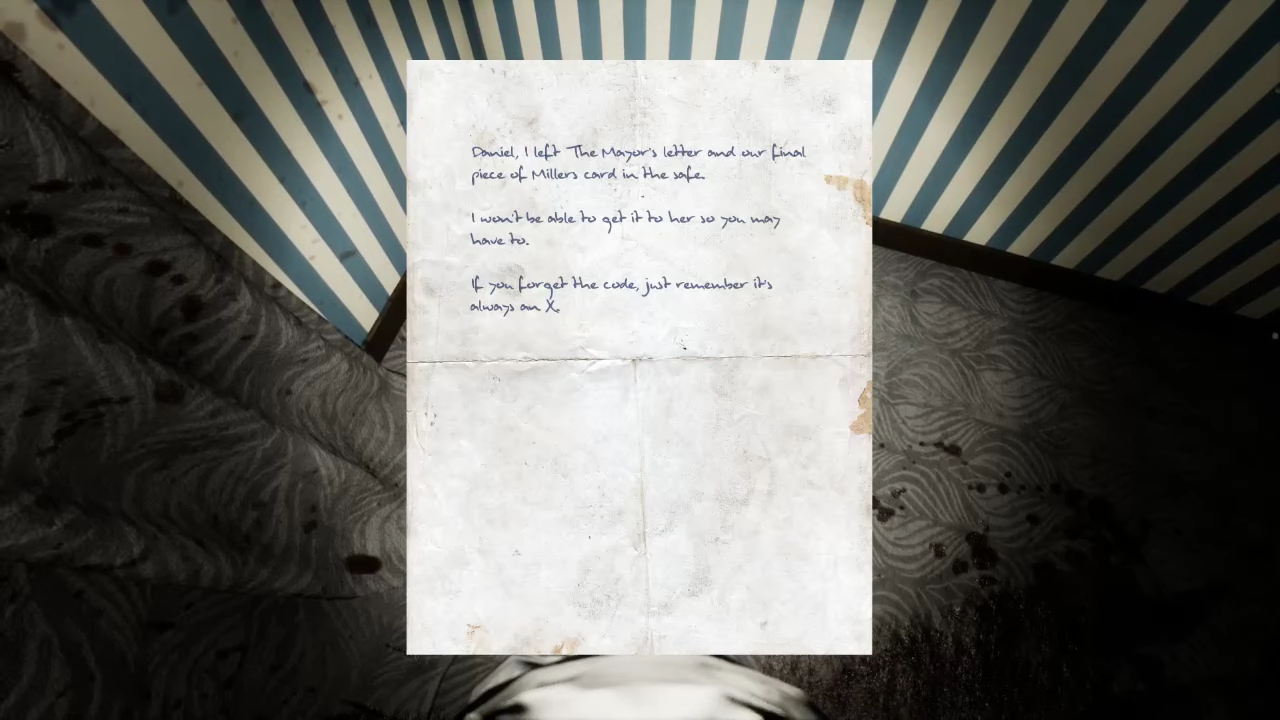 Daniel, I left The Mayor's letter and our final
piece of Millers card in the safe.
I won't be able to get it to her so you may
have to.
If you forget the code, just remember it's
always an X.